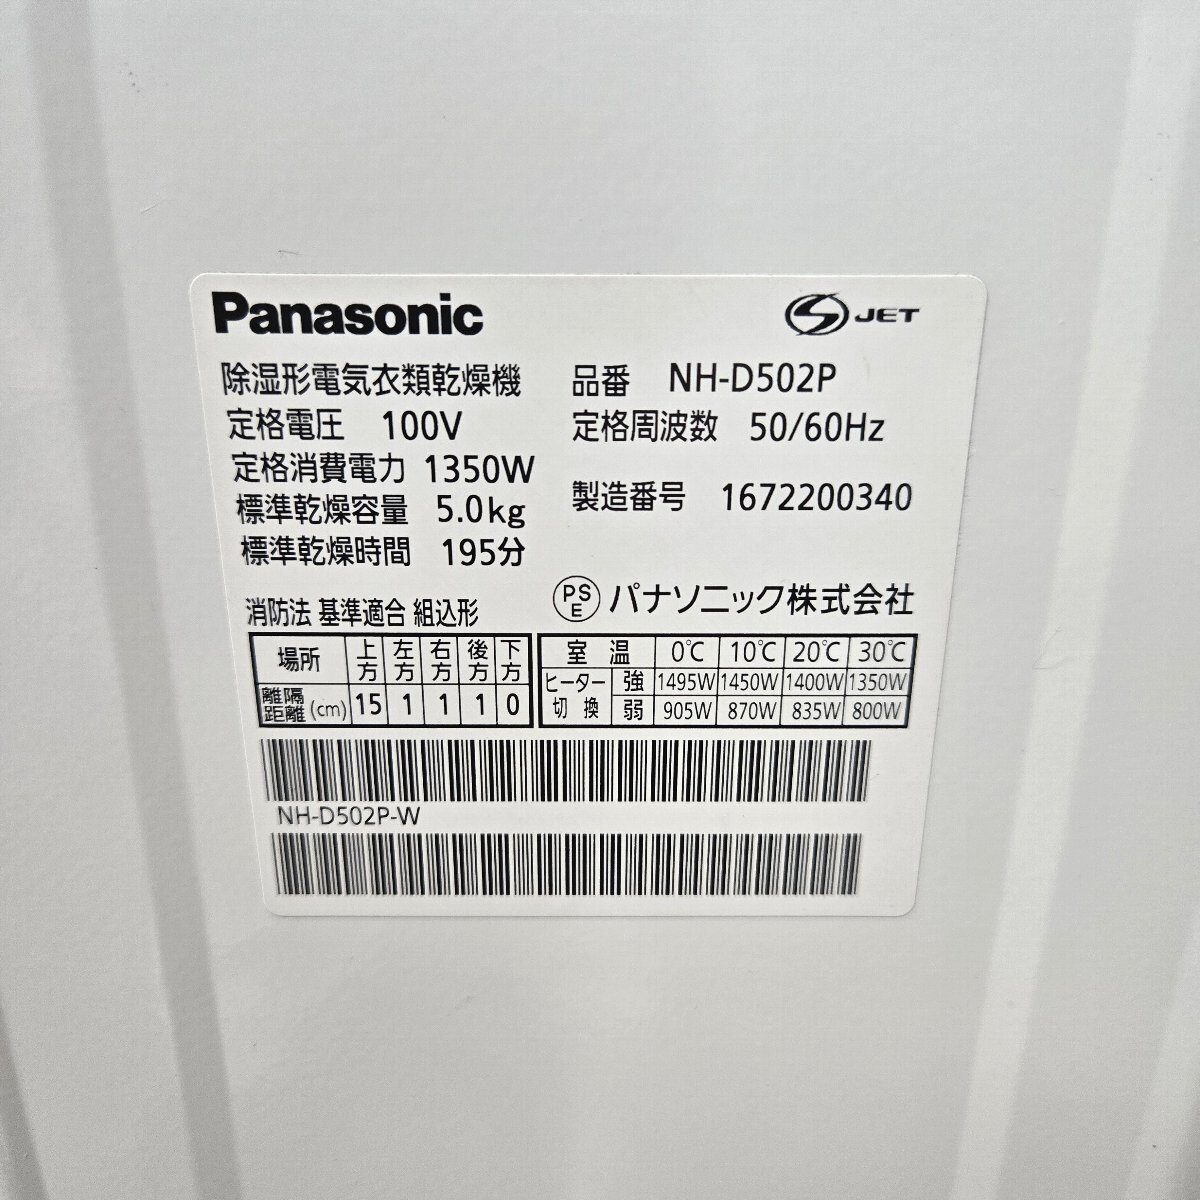 Panasonic
S JET
除湿形電気衣類乾燥機 品番 NH-D502P
定格電圧 100V 定格周波数 50/60Hz
定格消費電力 1350W
標準乾燥容量 5.0kg 製造番号 1672200340
標準乾燥時間 195分
PSE パナソニック株式会社
消防法 基準適合 組込形
場所 上方 左方 右方 後方 下方
離隔距離(cm) 15 1 1 1 0
室温 0℃ 10℃ 20℃ 30℃
ヒーター切換 強 1495W 1450W 1400W 1350W
弱 905W 870W 835W 800W
NH-D502P-W